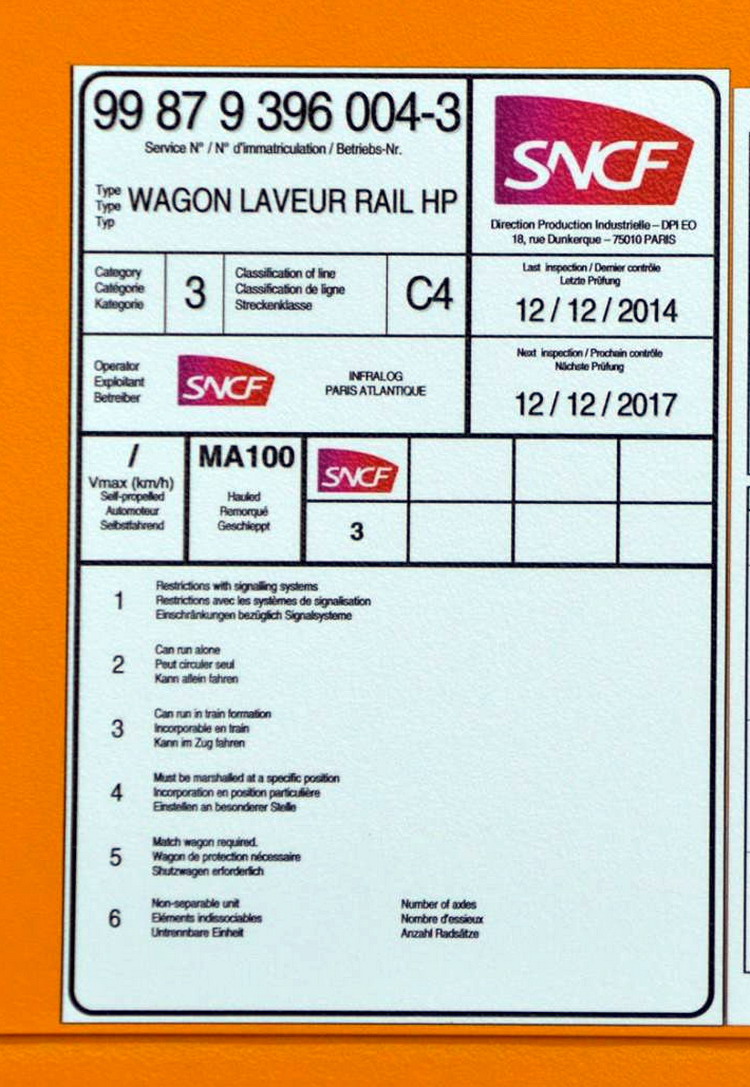 99 87 9 396 004-3
Service N° / N° d'immatriculation / Betriebs-Nr.
Type
Type
Typ
WAGON LAVEUR RAIL HP
SNCF
Direction Production Industrielle – DPI EO
18, rue Dunkerque – 75010 PARIS
Category
Catégorie
Kategorie
3
Classification of line
Classification de ligne
Streckenklasse
C4
Last inspection / Dernier contrôle
Letzte Prüfung
12 / 12 / 2014
Operator
Exploitant
Betreiber
SNCF
INFRALOG
PARIS ATLANTIQUE
Next inspection / Prochain contrôle
Nächste Prüfung
12 / 12 / 2017
/
Vmax (km/h)
Self-propelled
Automoteur
Selbstfahrend
MA100
Hauled
Remorqué
Geschleppt
SNCF
3
1
Restrictions with signalling systems
Restrictions avec les systèmes de signalisation
Einschränkungen bezüglich Signalsysteme
2
Can run alone
Peut circuler seul
Kann allein fahren
3
Can run in train formation
Incorporable en train
Kann im Zug fahren
4
Must be marshalled at a specific position
Incorporation en position particulière
Einstellen an besonderer Stelle
5
Match wagon required.
Wagon de protection nécessaire
Shutzwagen erforderlich
6
Non-separable unit
Eléments indissociables
Untrennbare Einheit
Number of axles
Nombre d'essieux
Anzahl Radsätze